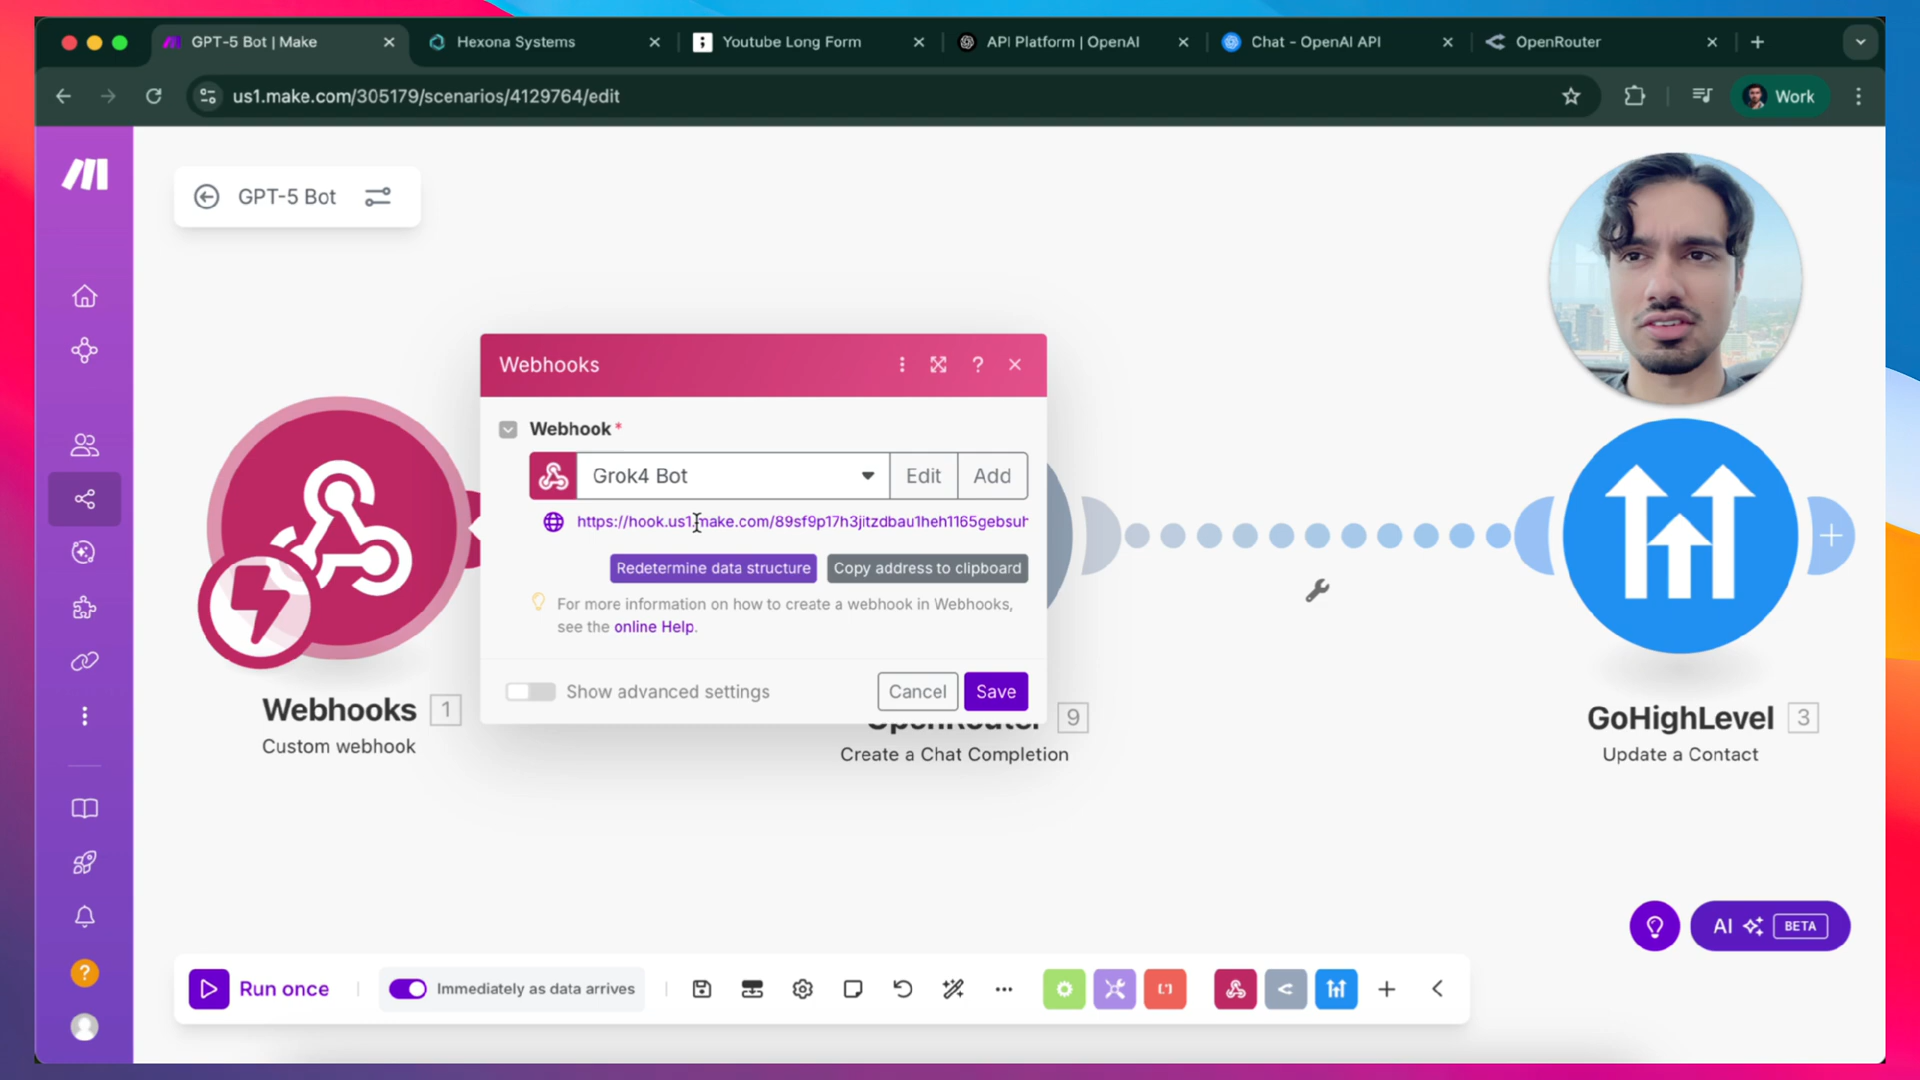 GPT-5 Bot | Make
Hexona Systems
Youtube Long Form
API Platform | OpenAI
Chat - OpenAI API
OpenRouter
us1.make.com/305179/scenarios/4129764/edit
Work
GPT-5 Bot
Webhooks
Webhook *
Grok4 Bot
Edit
Add
https://hook.us1.make.com/89sf9p17h3jitzdbau1heh1165gebsuh
Redetermine data structure
Copy address to clipboard
For more information on how to create a webhook in Webhooks,
see the online Help.
Show advanced settings
Cancel
Save
Webhooks 1
Custom webhook
OpenRouter 9
Create a Chat Completion
GoHighLevel 3
Update a Contact
AI BETA
Run once
Immediately as data arrives